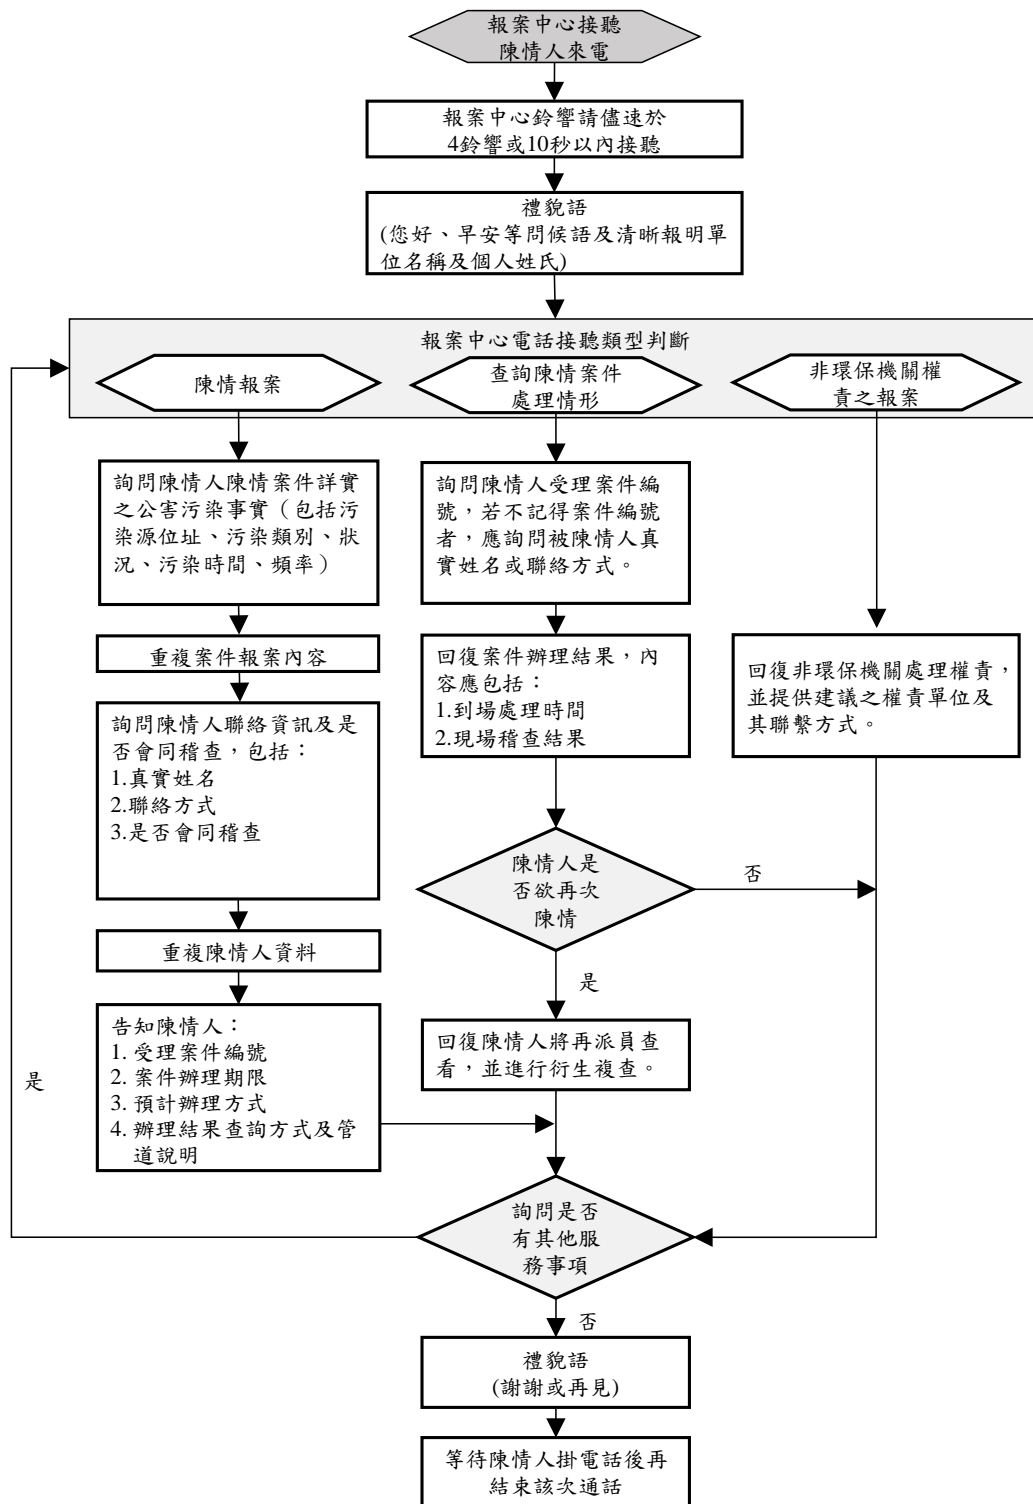 報案中心接聽
陳情人來電
報案中心鈴響請儘速於
4鈴響或10秒以內接聽
禮貌語
(您好、早安等問候語及清晰報明單
位名稱及個人姓氏)
報案中心電話接聽類型判斷
陳情報案
查詢陳情案件
處理情形
非環保機關權
責之報案
詢問陳情人陳情案件詳實
之公害污染事實（包括污
染源位址、污染類別、狀
況、污染時間、頻率）
重複案件報案內容
詢問陳情人聯絡資訊及是
否會同稽查，包括：
1.真實姓名
2.聯絡方式
3.是否會同稽查
重複陳情人資料
告知陳情人：
1. 受理案件編號
2. 案件辦理期限
3. 預計辦理方式
4. 辦理結果查詢方式及管
道說明
詢問陳情人受理案件編
號，若不記得案件編號
者，應詢問被陳情人真
實姓名或聯絡方式。
回復案件辦理結果，內
容應包括：
1.到場處理時間
2.現場稽查結果
陳情人是
否欲再次
陳情
否
是
回復陳情人將再派員查
看，並進行衍生複查。
回復非環保機關處理權責，
並提供建議之權責單位及
其聯繫方式。
是
詢問是否
有其他服
務事項
否
禮貌語
(謝謝或再見)
等待陳情人掛電話後再
結束該次通話